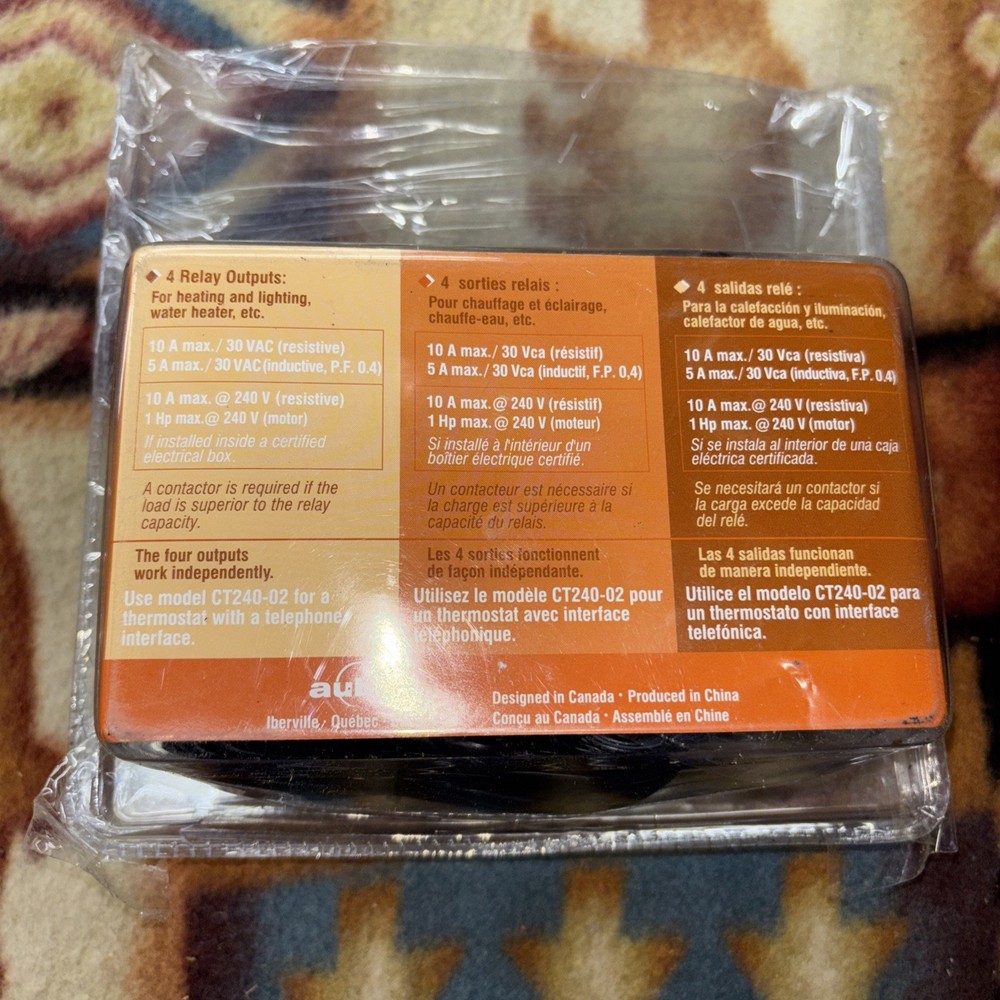 4 Relay Outputs:
For heating and lighting,
water heater, etc.
10 A max./ 30 VAC (resistive)
5 A max./ 30 VAC (inductive, P.F. 0.4)
10 A max.@ 240 V (resistive)
1 Hp max.@ 240 V (motor)
If installed inside a certified
electrical box.
A contactor is required if the
load is superior to the relay
capacity.
The four outputs
work independently.
Use model CT240-02 for a
thermostat with a telephone
interface.
4 sorties relais :
Pour chauffage et éclairage,
chauffe-eau, etc.
10 A max./ 30 Vca (résistif)
5 A max./ 30 Vca (inductif, F.P. 0,4)
10 A max.@ 240 V (résistif)
1 Hp max. @ 240 V (moteur)
Si installé à l'intérieur d'un
boîtier électrique certifié.
Un contacteur est nécessaire si
la charge est supérieure a la
capacité du relais.
Les 4 sorties fonctionnent
de façon indépendante.
Utilisez le modèle CT240-02 pour
un thermostat avec interface
téléphonique.
4 salidas relé :
Para la calefacción y iluminación,
calefactor de agua, etc.
10 A max./ 30 Vca (resistiva)
5 A max./ 30 Vca (inductiva, F.P. 0.4)
10 A max.@ 240 V (resistiva)
1 Hp max. @ 240 V (motor)
Si se instala al interior de una caja
eléctrica certificada.
Se necesitará un contactor si
la carga excede la capacidad
del relé.
Las 4 salidas funcionan
de manera independiente.
Utilice el modelo CT240-02 para
un thermostato con interface
telefónica.
Iberville, Québec
Designed in Canada · Produced in China
Conçu au Canada · Assemblé en Chine